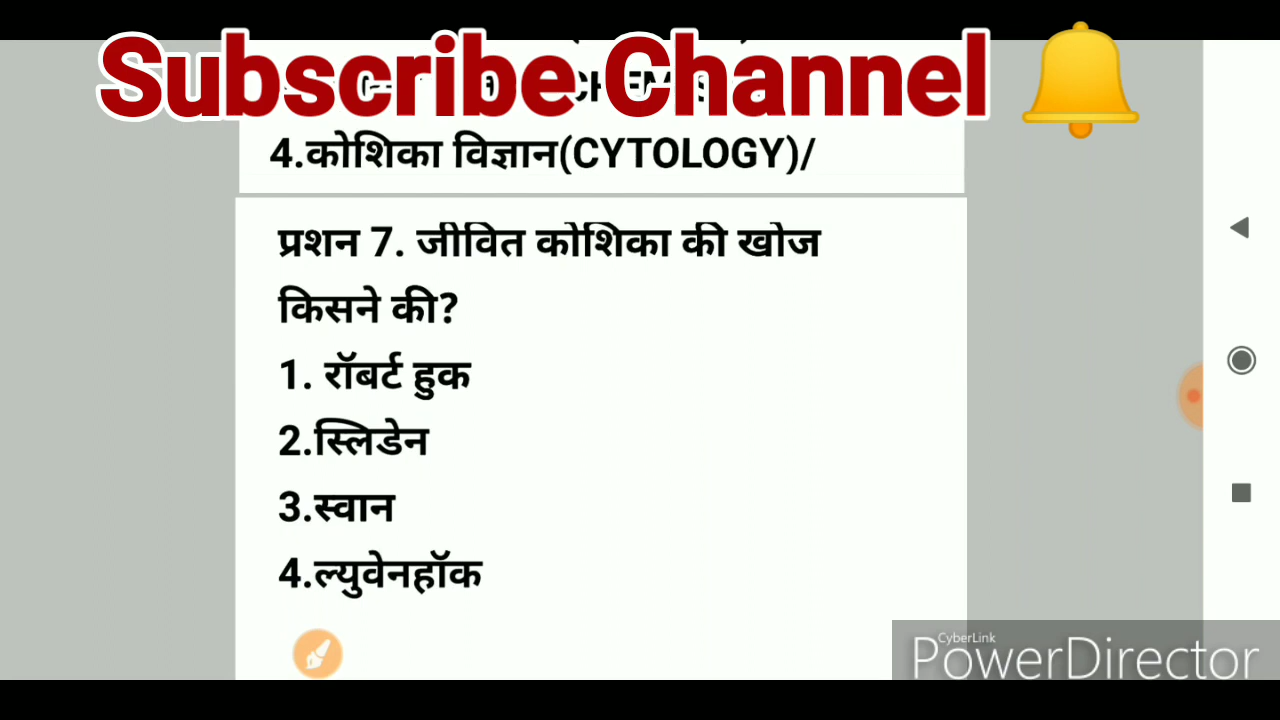 Subscribe Channel
4.कोशिका विज्ञान(CYTOLOGY)/
प्रशन 7. जीवित कोशिका की खोज
किसने की?
1. रॉबर्ट हुक
2.स्लिडेन
3.स्वान
4.ल्युवेनहॉक
CyberLink
PowerDirector